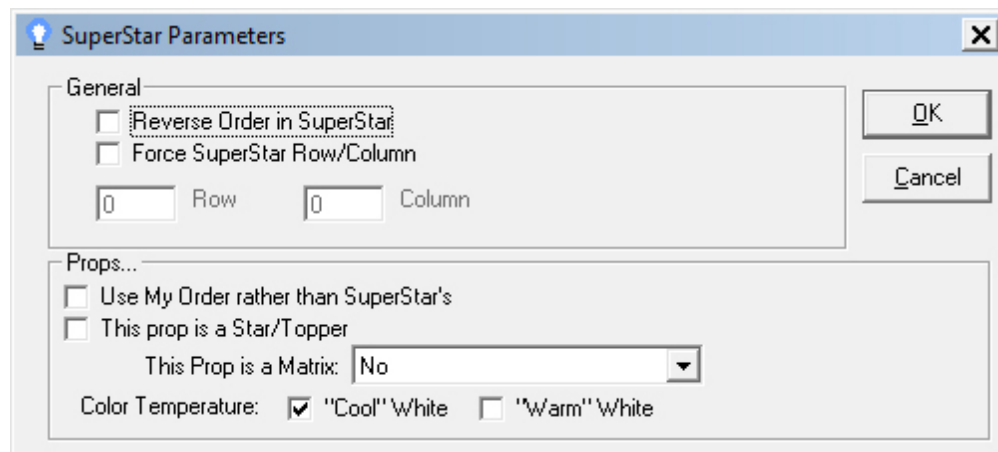 SuperStar Parameters
General
Reverse Order in SuperStar
OK
Force SuperStar Row/Column
Cancel
0 Row 0 Column
Props...
Use My Order rather than SuperStar's
This prop is a Star/Topper
This Prop is a Matrix: No
Color Temperature: "Cool" White "Warm" White